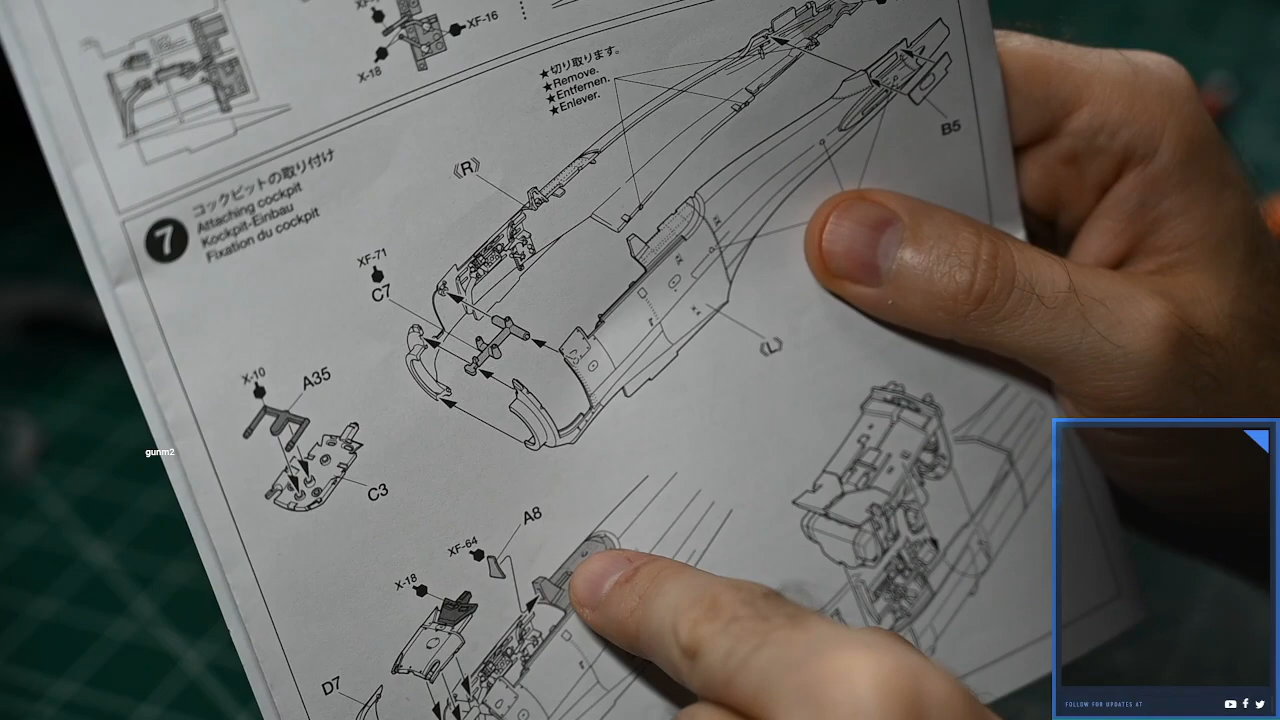 XF-16
X-18
★切り取ります。
★Remove.
★Entfernen.
★Enlever.
B5
7
コックピットの取り付け
Attaching cockpit
Kockpit-Einbau
Fixation du cockpit
《R》
XF-71
C7
《L》
X-10
A35
C3
gunm2
A8
XF-64
X-18
D7
FOLLOW FOR UPDATES AT